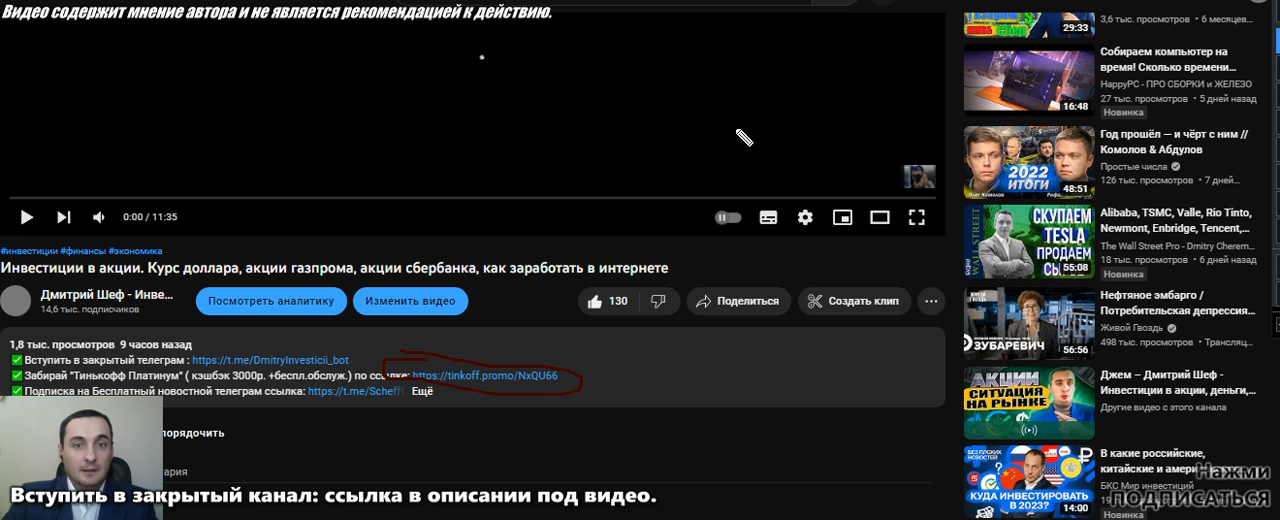 Видео содержит мнение автора и не является рекомендацией к действию.
0:00 / 11:35
#инвестиции #финансы #экономика
Инвестиции в акции. Курс доллара, акции газпрома, акции сбербанка, как заработать в интернете
Дмитрий Шеф - Инве...
14,6 тыс. подписчиков
Посмотреть аналитику
Изменить видео
130
Поделиться
Создать клип
1,8 тыс. просмотров 9 часов назад
Вступить в закрытый телеграм : https://t.me/DmitryInvesticii_bot
Забирай "Тинькофф Платинум" ( кэшбэк 3000р. +беспл.обслуж.) по ссылке: https://tinkoff.promo/NxQU66
Подписка на Бесплатный новостной телеграм ссылка: https://t.me/Scheff Ещё
порядочить
Вступить в закрытый канал: ссылка в описании под видео.
29:33
3,6 тыс. просмотров • 6 месяцев...
16:48
Собираем компьютер на
время! Сколько времени...
HappyPC - ПРО СБОРКИ и ЖЕЛЕЗО
27 тыс. просмотров • 5 дней назад
Новинка
2022
ИТОГИ
48:51
Год прошёл — и чёрт с ним //
Комолов & Абдулов
Простые числа
126 тыс. просмотров • 7 дней...
WALL STREET
СКУПАЕМ
TESLA
ПРОДАЕМ
55:08
Alibaba, TSMC, Valle, Rio Tinto,
Newmont, Enbridge, Tencent,...
The Wall Street Pro - Dmitry Cherem...
18 тыс. просмотров • 6 дней назад
Новинка
ЗУБАРЕВИЧ
56:56
Нефтяное эмбарго /
Потребительская депрессия...
Живой Гвоздь
498 тыс. просмотров • Трансляц...
АКЦИИ
СИТУАЦИЯ
НА РЫНКЕ
Джем – Дмитрий Шеф -
Инвестиции в акции, деньги,...
Другие видео с этого канала
БЕЗ ПЛОХИХ
НОВОСТЕЙ
КУДА ИНВЕСТИРОВАТЬ
В 2023?
14:00
В какие российские,
китайские и амери
БКС Мир инвестиций
Новинка
Нажми
ПОДПИСАТЬСЯ